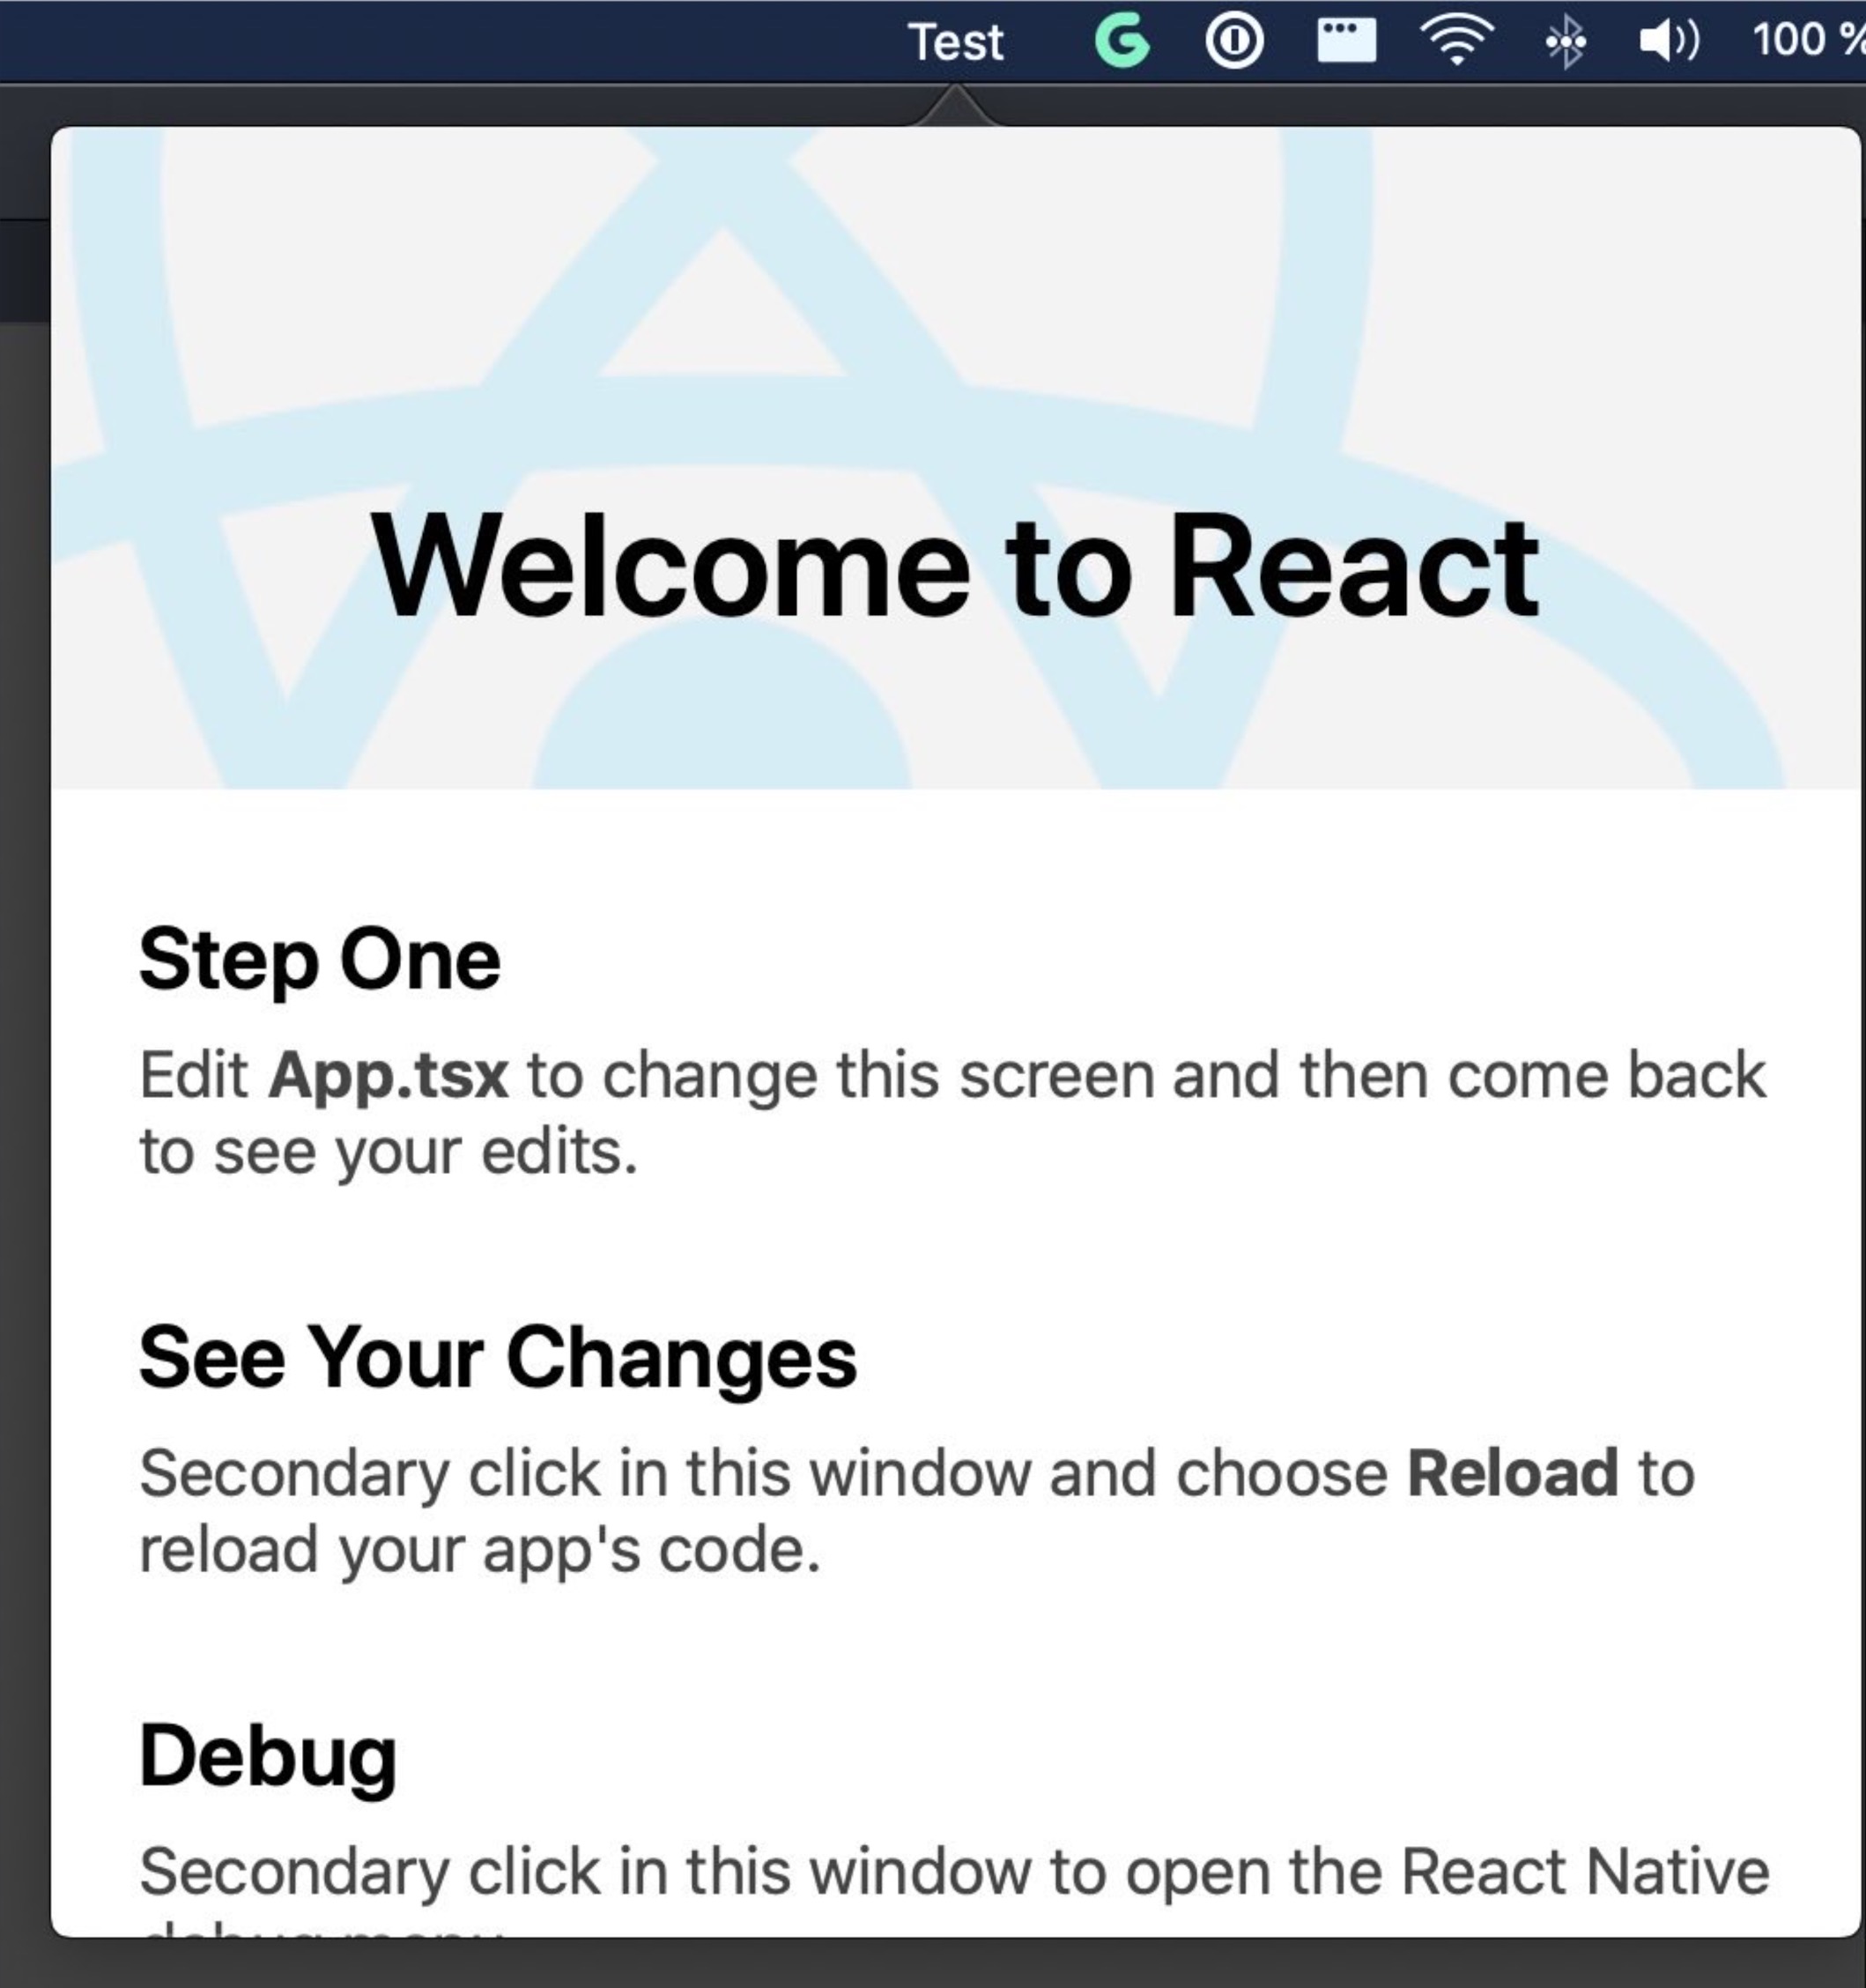 Test 100 %
Welcome to React
Step One
Edit App.tsx to change this screen and then come back
to see your edits.
See Your Changes
Secondary click in this window and choose Reload to
reload your app's code.
Debug
Secondary click in this window to open the React Native